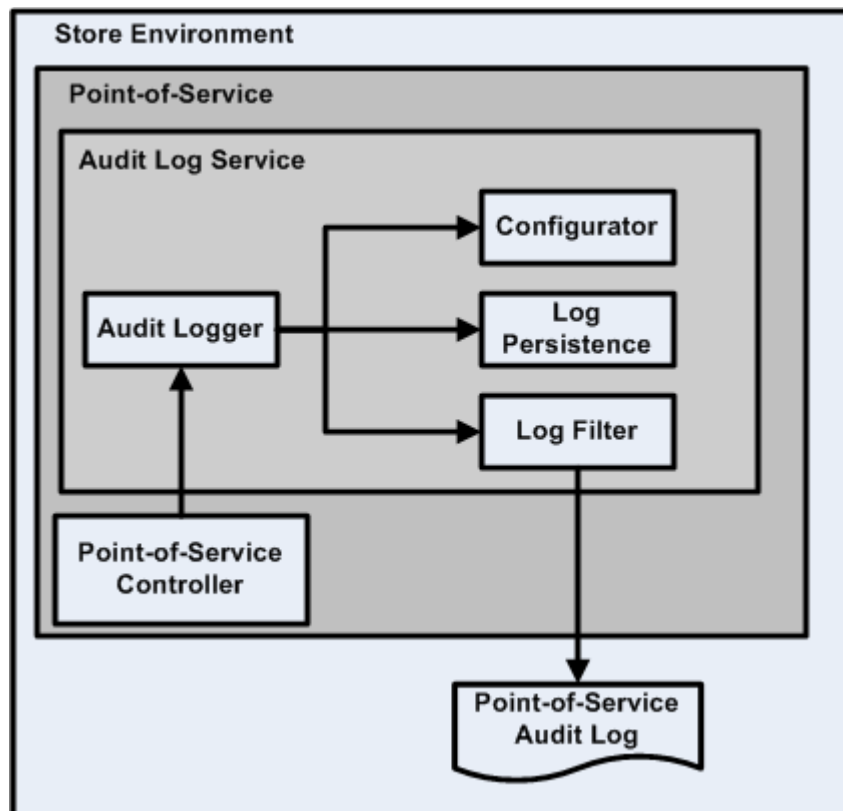 Store Environment
Point-of-Service
Audit Log Service
Configurator
Audit Logger
Log
Persistence
Log Filter
Point-of-Service
Controller
Point-of-Service
Audit Log